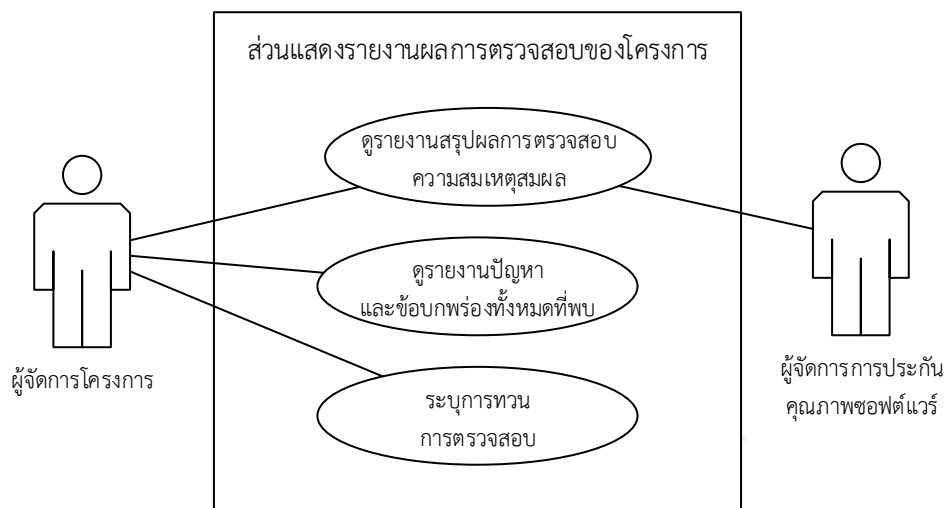 ส่วนแสดงรายงานผลการตรวจสอบของโครงการ
ดูรายงานสรุปผลการตรวจสอบ
ความสมเหตุสมผล
ดูรายงานปัญหา
และข้อบกพร่องทั้งหมดที่พบ
ระบุการทวน
การตรวจสอบ
ผู้จัดการโครงการ
ผู้จัดการการประกัน
คุณภาพซอฟต์แวร์